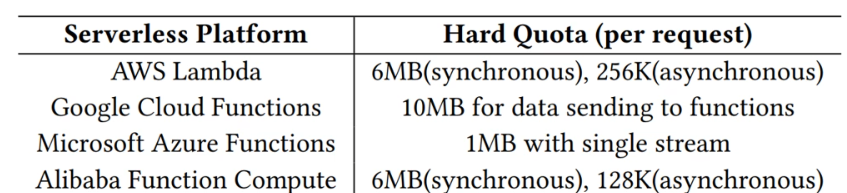 Serverless Platform Hard Quota (per request)
AWS Lambda 6MB(synchronous), 256K(asynchronous)
Google Cloud Functions 10MB for data sending to functions
Microsoft Azure Functions 1MB with single stream
Alibaba Function Compute 6MB(synchronous), 128K(asynchronous)